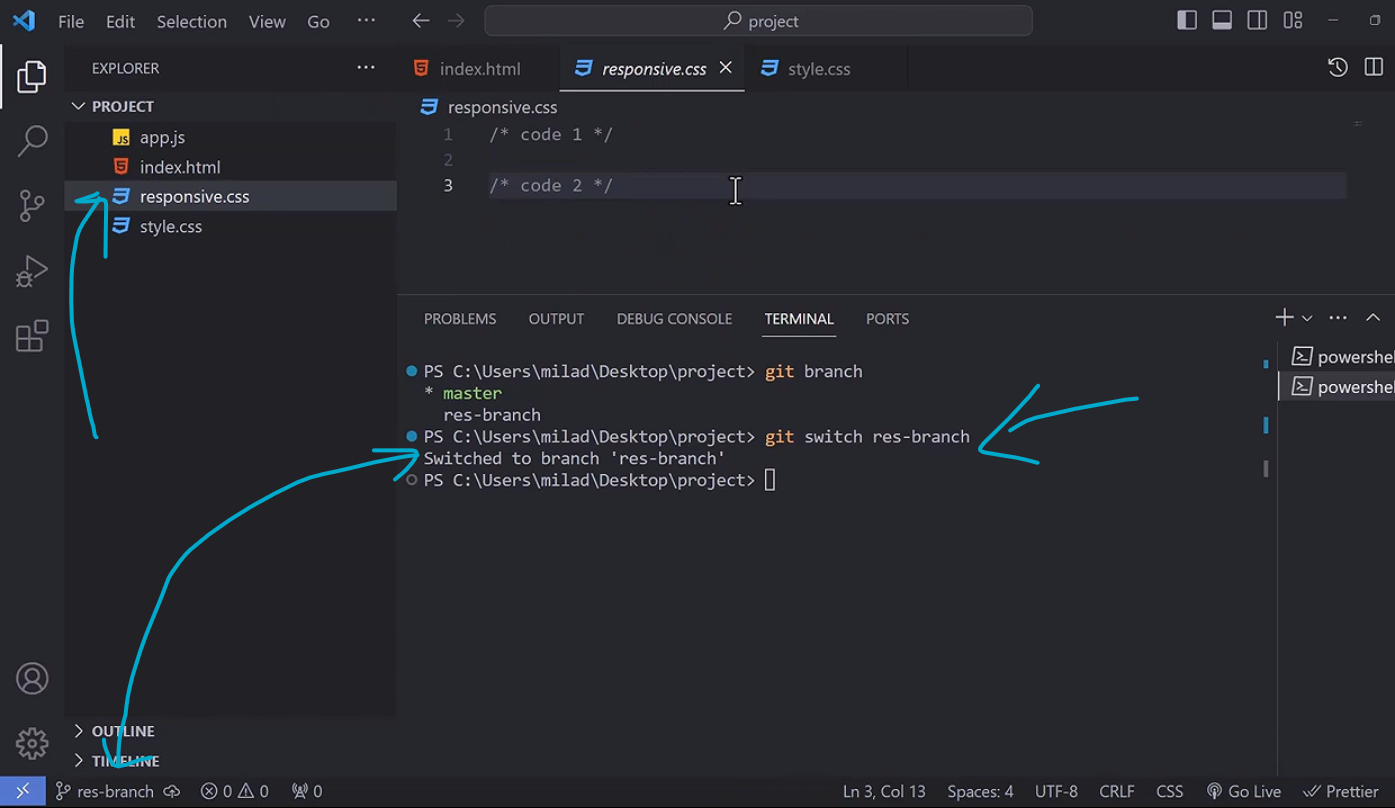 File Edit Selection View Go ··· project
EXPLORER ···
PROJECT
JS app.js
index.html
responsive.css
style.css
OUTLINE
TIMELINE
index.html responsive.css style.css
responsive.css
1 /* code 1 */
2
3 /* code 2 */
PROBLEMS OUTPUT DEBUG CONSOLE TERMINAL PORTS
PS C:\Users\milad\Desktop\project> git branch
* master
res-branch
PS C:\Users\milad\Desktop\project> git switch res-branch
Switched to branch 'res-branch'
PS C:\Users\milad\Desktop\project>
powershel
powershel
res-branch 0 0 0 Ln 3, Col 13 Spaces: 4 UTF-8 CRLF CSS Go Live Prettier